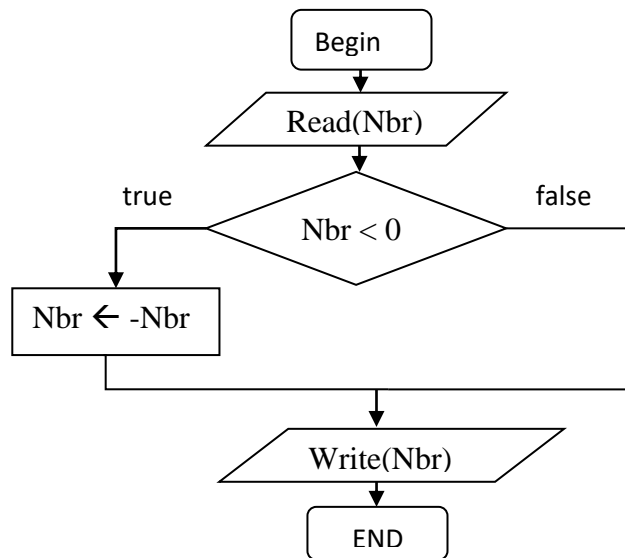 Begin
Read(Nbr)
true
false
Nbr < 0
Nbr ← -Nbr
Write(Nbr)
END